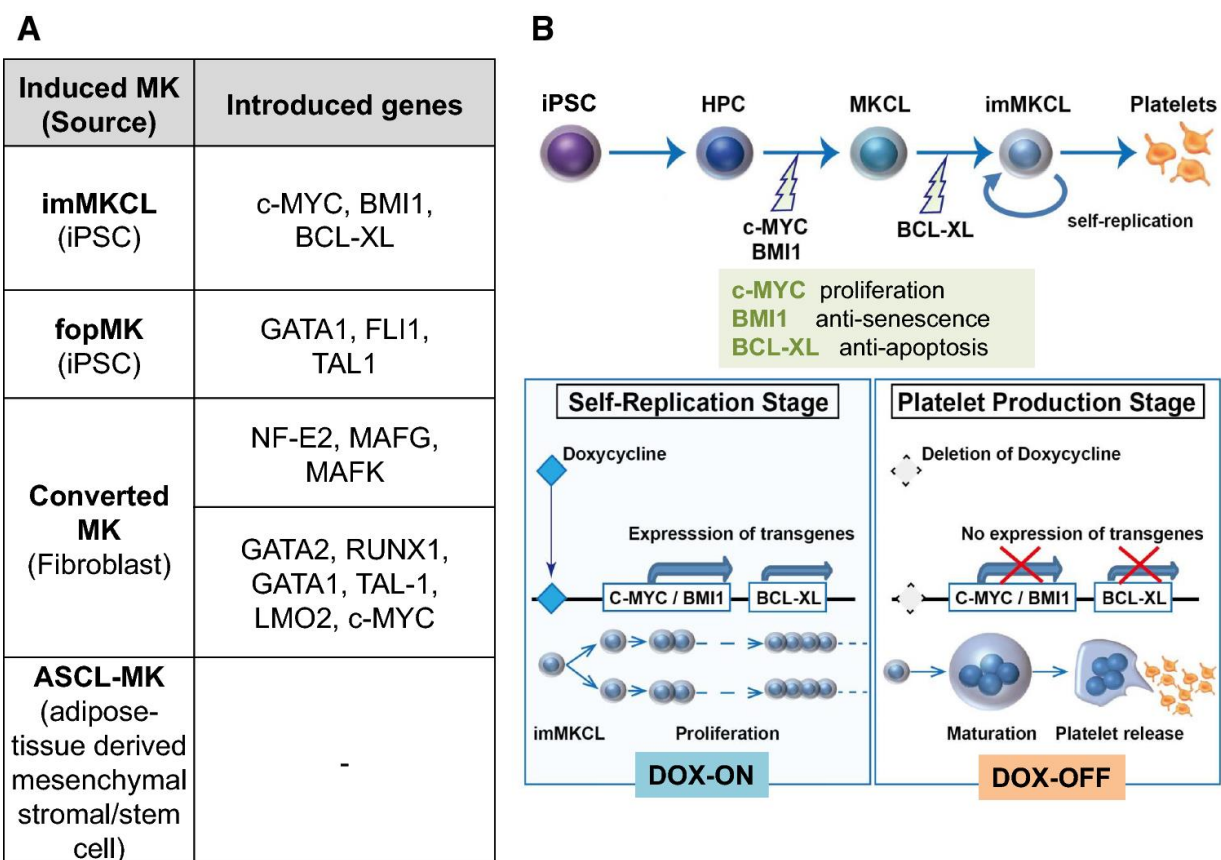 A
Induced MK
(Source)
Introduced genes
imMKCL
(iPSC)
c-MYC, BMI1,
BCL-XL
fopMK
(iPSC)
GATA1, FLI1,
TAL1
Converted
MK
(Fibroblast)
NF-E2, MAFG,
MAFK
GATA2, RUNX1,
GATA1, TAL-1,
LMO2, c-MYC
ASCL-MK
(adipose-
tissue derived
mesenchymal
stromal/stem
cell)
-
B
iPSC
HPC
MKCL
imMKCL
Platelets
c-MYC
BMI1
BCL-XL
self-replication
c-MYC proliferation
BMI1 anti-senescence
BCL-XL anti-apoptosis
Self-Replication Stage
Doxycycline
Expresssion of transgenes
C-MYC / BMI1
BCL-XL
imMKCL
Proliferation
DOX-ON
Platelet Production Stage
Deletion of Doxycycline
No expression of transgenes
C-MYC / BMI1
BCL-XL
Maturation
Platelet release
DOX-OFF